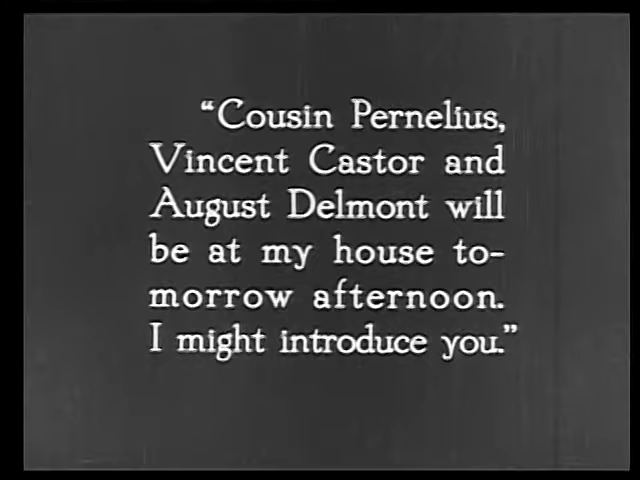 “Cousin Pernelius,
Vincent Castor and
August Delmont will
be at my house to-
morrow afternoon.
I might introduce you.”